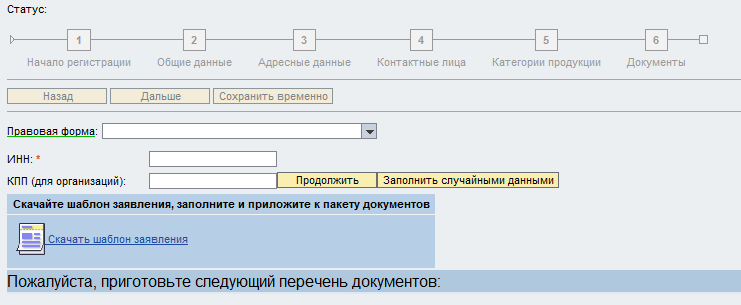 Статус:
1 2 3 4 5 6
Начало регистрации Общие данные Адресные данные Контактные лица Категории продукции Документы
Назад Дальше Сохранить временно
Правовая форма:
ИНН: *
КПП (для организаций): Продолжить Заполнить случайными данными
Скачайте шаблон заявления, заполните и приложите к пакету документов
Скачать шаблон заявления
Пожалуйста, приготовьте следующий перечень документов: